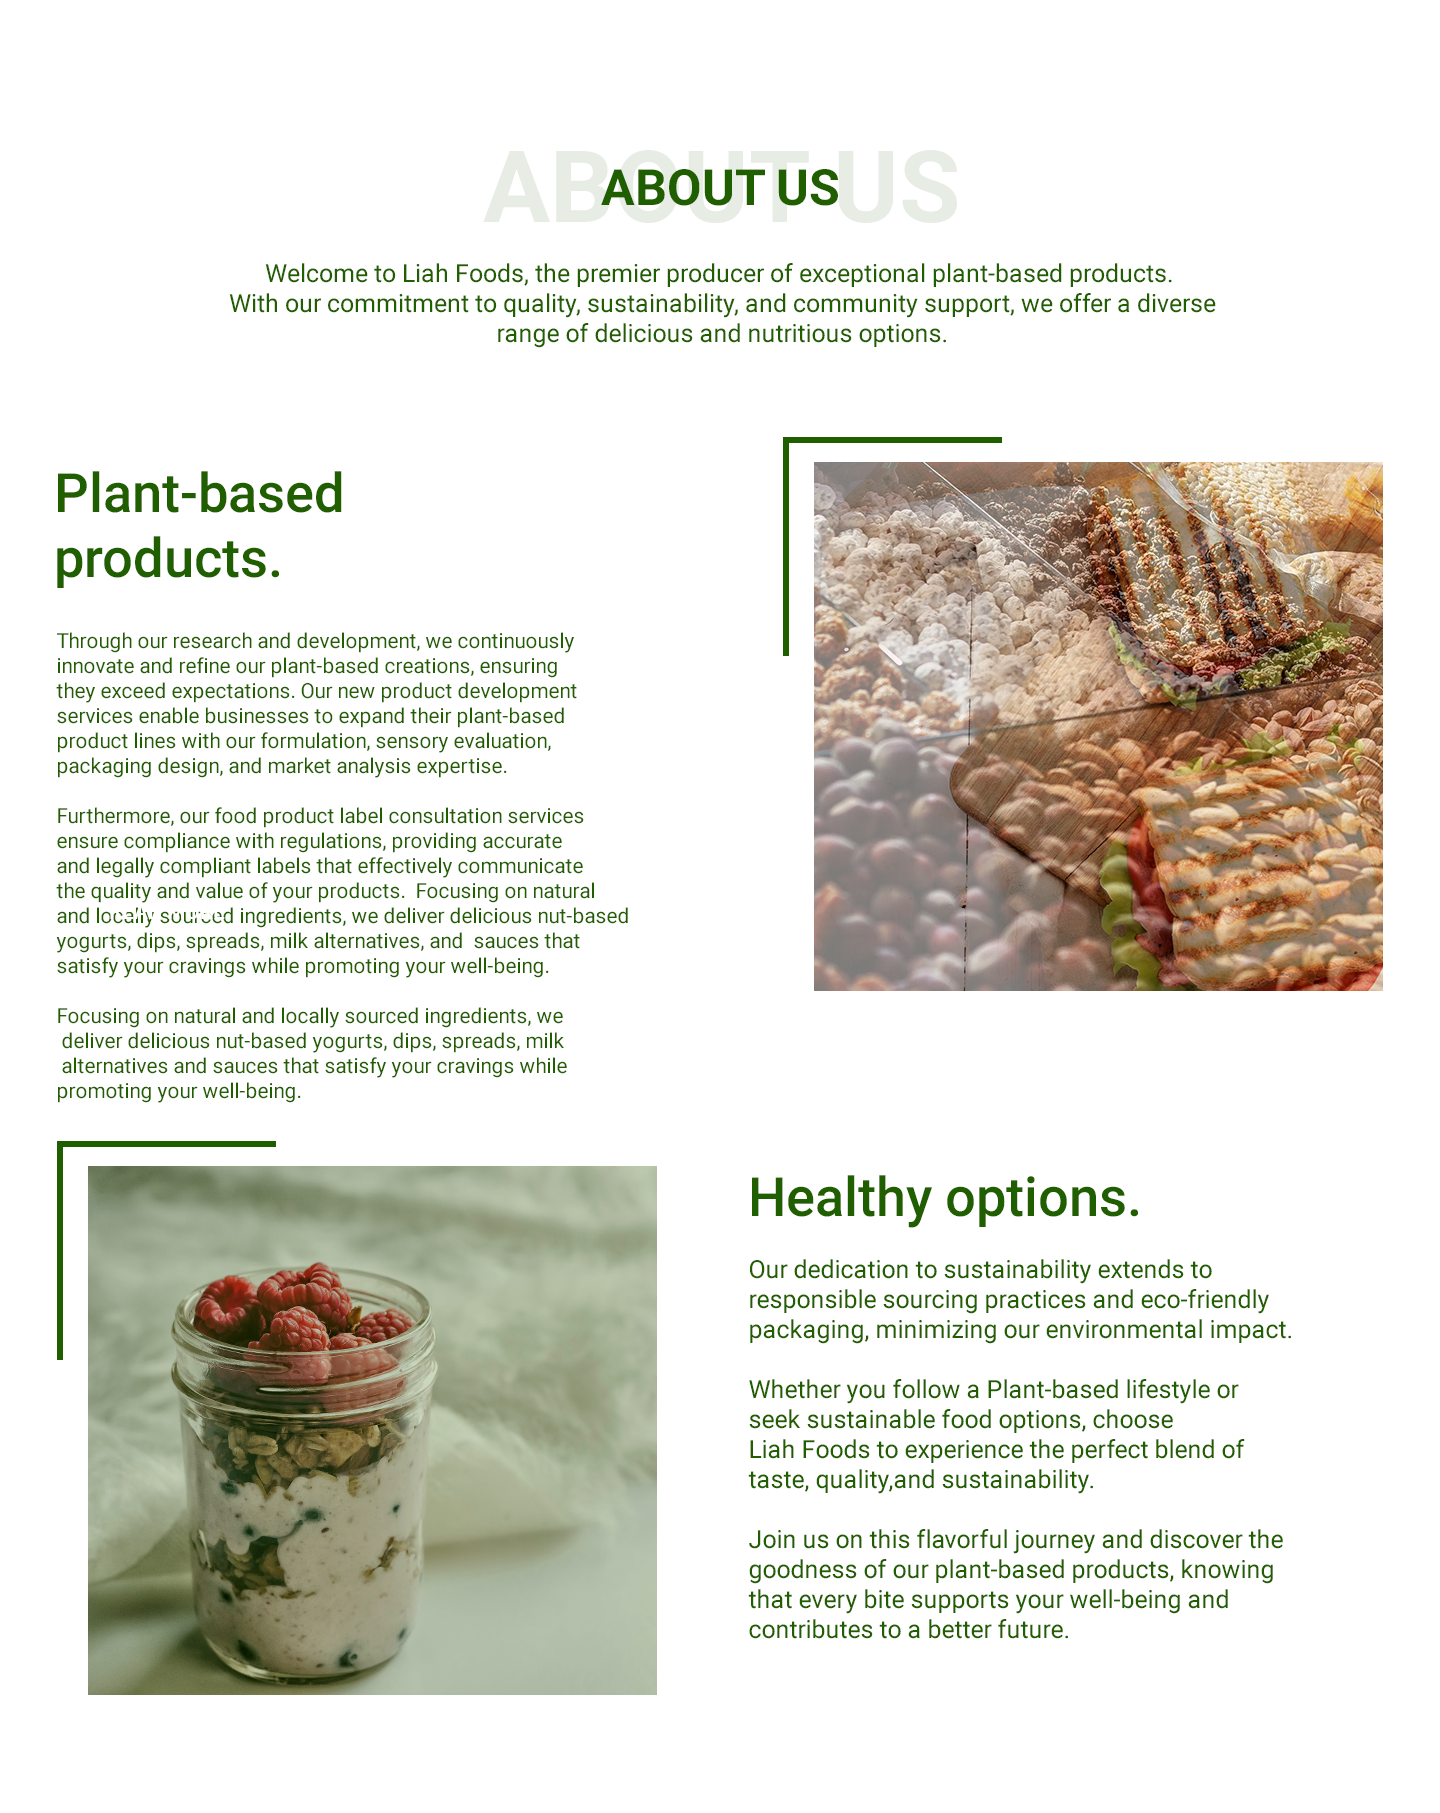 ABOUT US
ABOUT US
Welcome to Liah Foods, the premier producer of exceptional plant-based products.
With our commitment to quality, sustainability, and community support, we offer a diverse
range of delicious and nutritious options.
Plant-based
products.
Through our research and development, we continuously
innovate and refine our plant-based creations, ensuring
they exceed expectations. Our new product development
services enable businesses to expand their plant-based
product lines with our formulation, sensory evaluation,
packaging design, and market analysis expertise.
Furthermore, our food product label consultation services
ensure compliance with regulations, providing accurate
and legally compliant labels that effectively communicate
the quality and value of your products.  Focusing on natural
and locally sourced ingredients, we deliver delicious nut-based
yogurts, dips, spreads, milk alternatives, and  sauces that
satisfy your cravings while promoting your well-being.
Focusing on natural and locally sourced ingredients, we
deliver delicious nut-based yogurts, dips, spreads, milk
alternatives and sauces that satisfy your cravings while
promoting your well-being.
Healthy options.
Our dedication to sustainability extends to
responsible sourcing practices and eco-friendly
packaging, minimizing our environmental impact.
Whether you follow a Plant-based lifestyle or
seek sustainable food options, choose
Liah Foods to experience the perfect blend of
taste, quality,and sustainability.
Join us on this flavorful journey and discover the
goodness of our plant-based products, knowing
that every bite supports your well-being and
contributes to a better future.